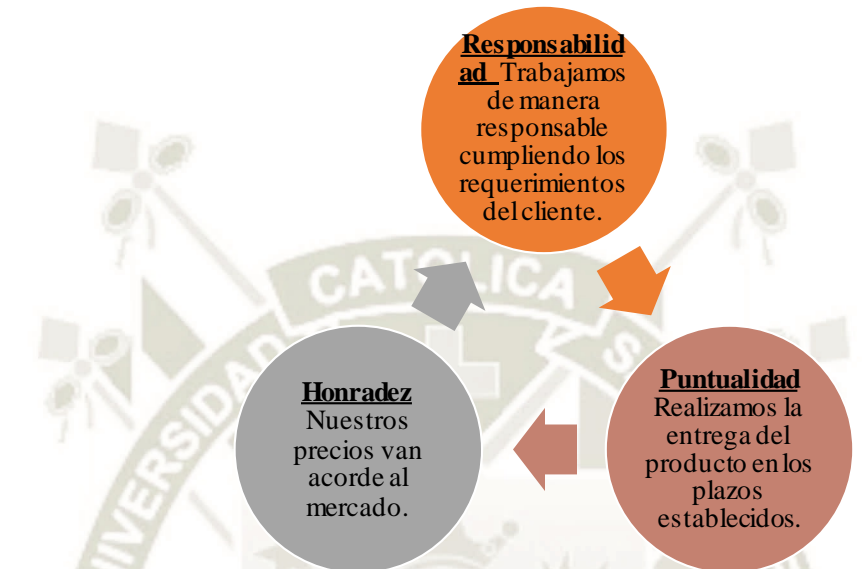 Responsabilid
ad Trabajamos
de manera
responsable
cumpliendo los
requerimientos
del cliente.
CATOLICA
S
UNIVERSIDAD
Honradez
Nuestros
precios van
acorde al
mercado.
Puntualidad
Realizamos la
entrega del
producto en los
plazos
establecidos.